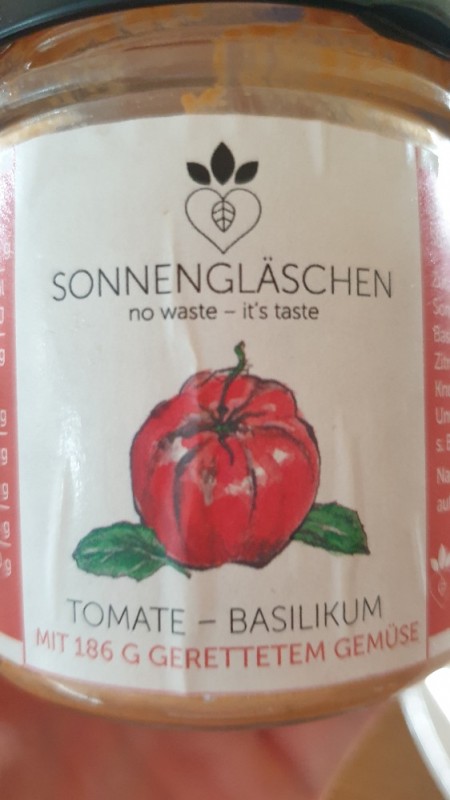 SONNENGLÄSCHEN
no waste – it's taste
TOMATE – BASILIKUM
MIT 186 G GERETTETEM GEMÜSE